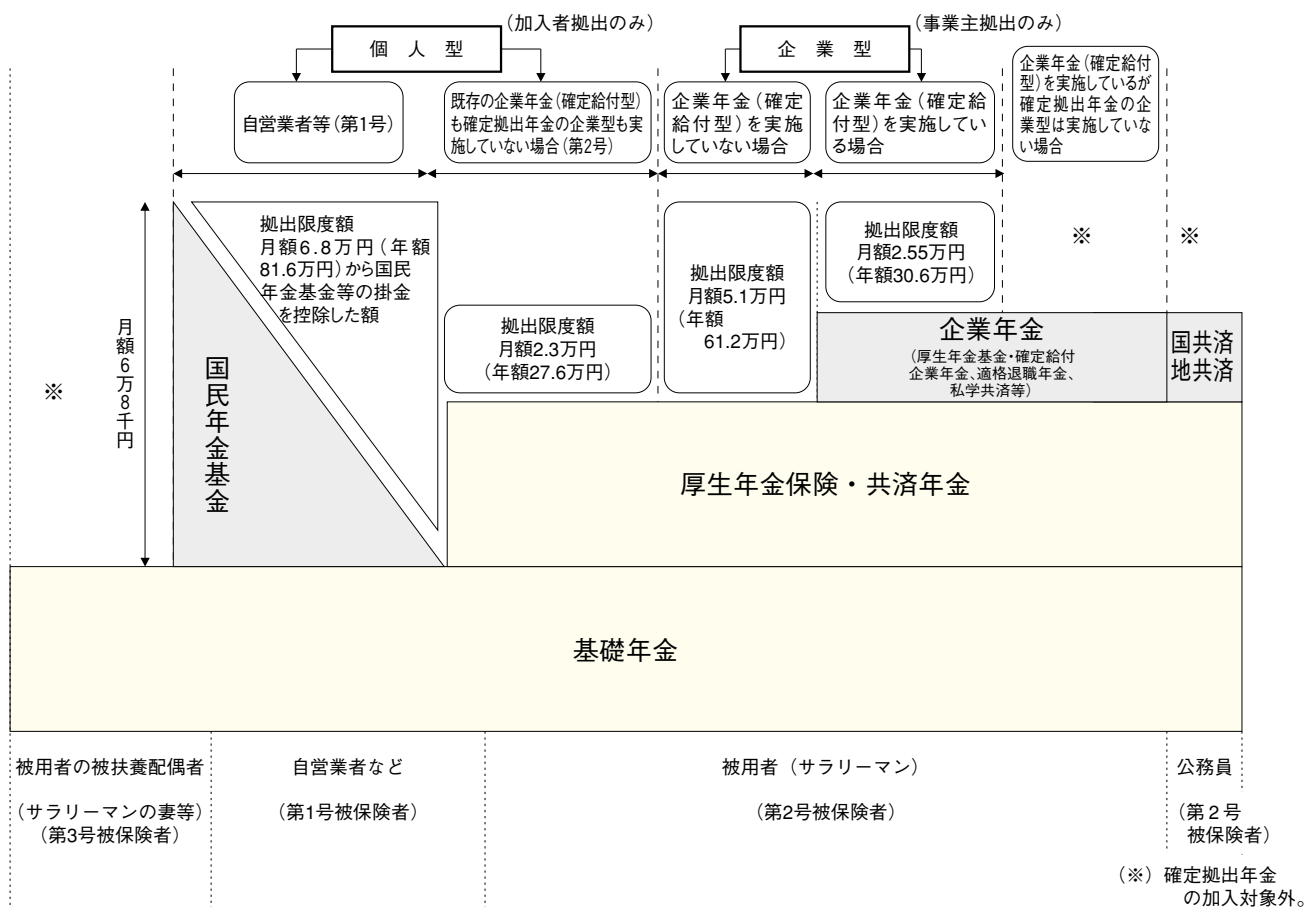 （加入者拠出のみ）
個人型
（事業主拠出のみ）
企業型
自営業者等（第1号）
既存の企業年金（確定給付型）
も確定拠出年金の企業型も実
施していない場合（第2号）
企業年金（確定
給付型）を実施
していない場合
企業年金（確定給
付型）を実施してい
る場合
企業年金（確定給付
型）を実施しているが
確定拠出年金の企
業型は実施していな
い場合
拠出限度額
月額6.8万円（年額
81.6万円）から国民
年金基金等の掛金
を控除した額
拠出限度額
月額2.3万円
（年額27.6万円）
拠出限度額
月額5.1万円
（年額
61.2万円）
拠出限度額
月額2.55万円
（年額30.6万円）
※
※
※
月額6万8千円
国民年金基金
企業年金
（厚生年金基金・確定給付
企業年金、適格退職年金、
私学共済等）
国共済
地共済
厚生年金保険・共済年金
基礎年金
被用者の被扶養配偶者
（サラリーマンの妻等）
（第3号被保険者）
自営業者など
（第1号被保険者）
被用者（サラリーマン）
（第2号被保険者）
公務員
（第２号
被保険者）
（※）確定拠出年金
の加入対象外。